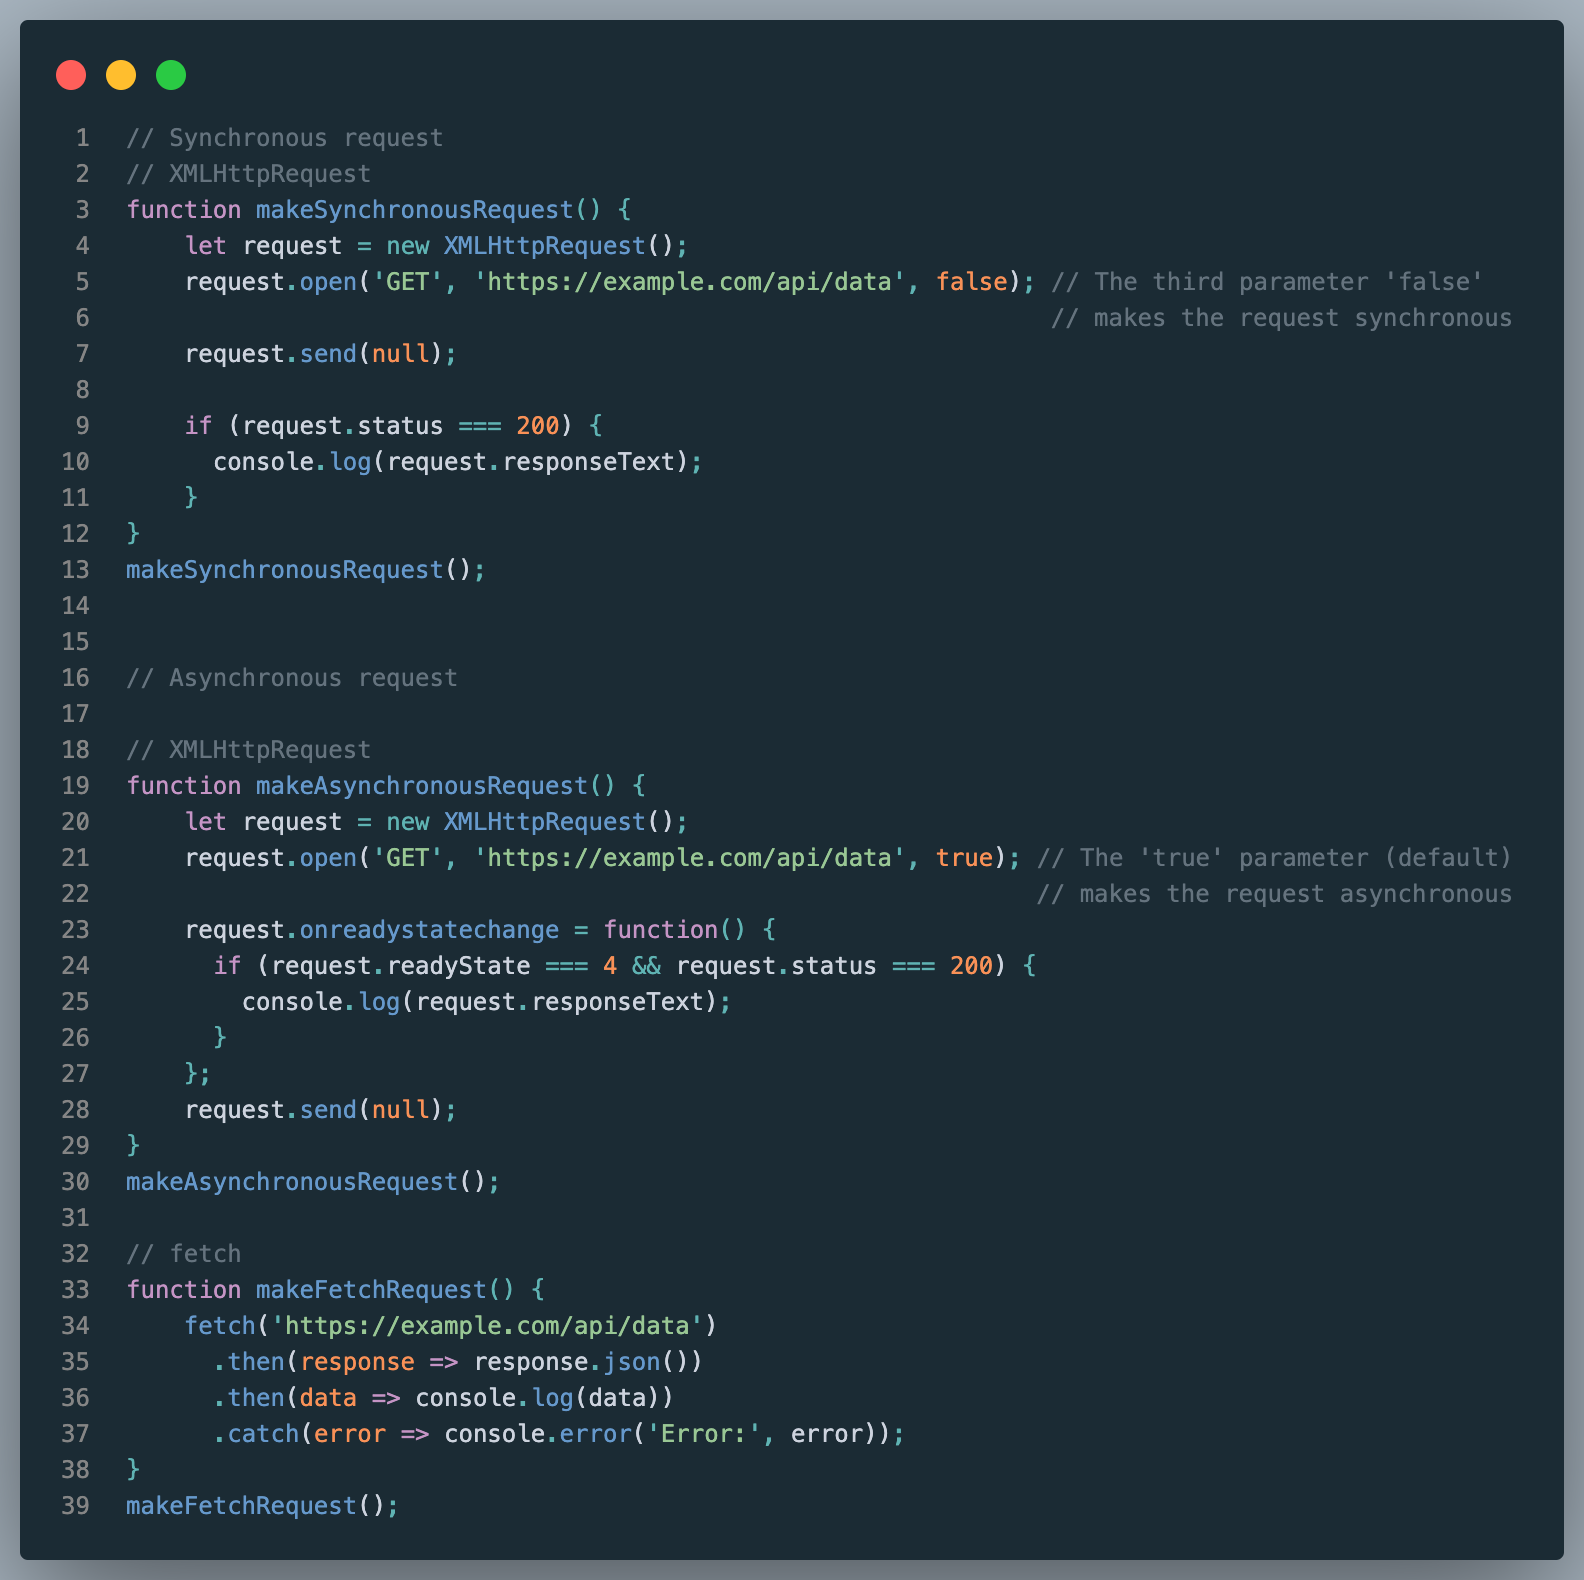 1 // Synchronous request
2 // XMLHttpRequest
3 function makeSynchronousRequest() {
4     let request = new XMLHttpRequest();
5     request.open('GET', 'https://example.com/api/data', false); // The third parameter 'false'
6                                                                 // makes the request synchronous
7     request.send(null);
8
9     if (request.status === 200) {
10       console.log(request.responseText);
11     }
12 }
13 makeSynchronousRequest();
14
15
16 // Asynchronous request
17
18 // XMLHttpRequest
19 function makeAsynchronousRequest() {
20     let request = new XMLHttpRequest();
21     request.open('GET', 'https://example.com/api/data', true); // The 'true' parameter (default)
22                                                                // makes the request asynchronous
23     request.onreadystatechange = function() {
24       if (request.readyState === 4 && request.status === 200) {
25         console.log(request.responseText);
26       }
27     };
28     request.send(null);
29 }
30 makeAsynchronousRequest();
31
32 // fetch
33 function makeFetchRequest() {
34     fetch('https://example.com/api/data')
35       .then(response => response.json())
36       .then(data => console.log(data))
37       .catch(error => console.error('Error:', error));
38 }
39 makeFetchRequest();